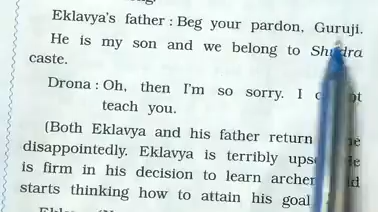 Eklavya's father : Beg your pardon, Guruji.
He is my son and we belong to Shudra
caste.
Drona : Oh, then I'm so sorry. I
teach you.
(Both Eklavya and his father return
disappointedly. Eklavya is terribly
is firm in his decision to learn
starts thinking how to attain his goal